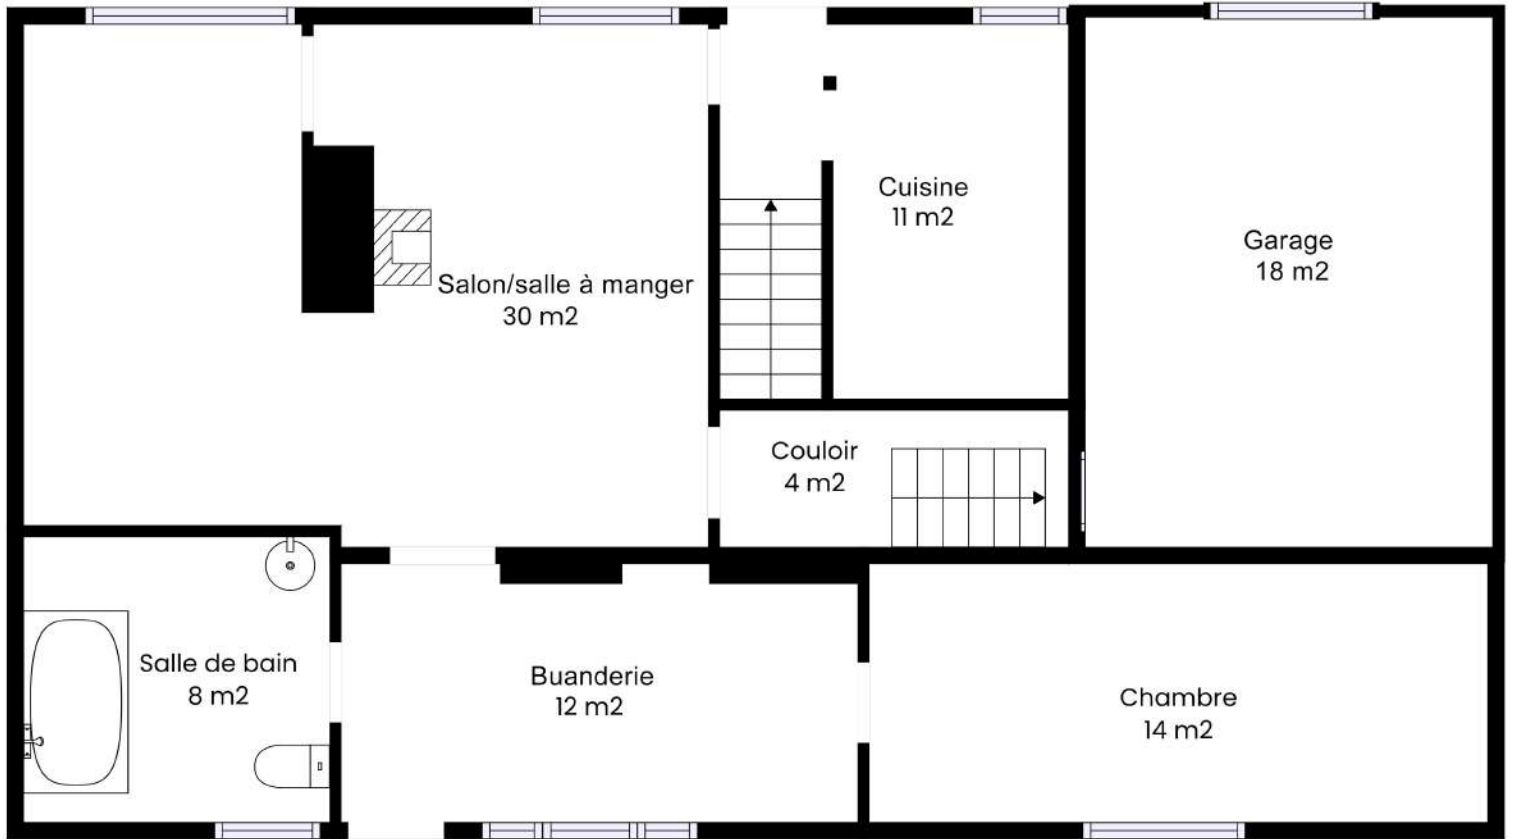 Cuisine
11 m2
Garage
18 m2
Salon/salle à manger
30 m2
Couloir
4 m2
Salle de bain
8 m2
Buanderie
12 m2
Chambre
14 m2